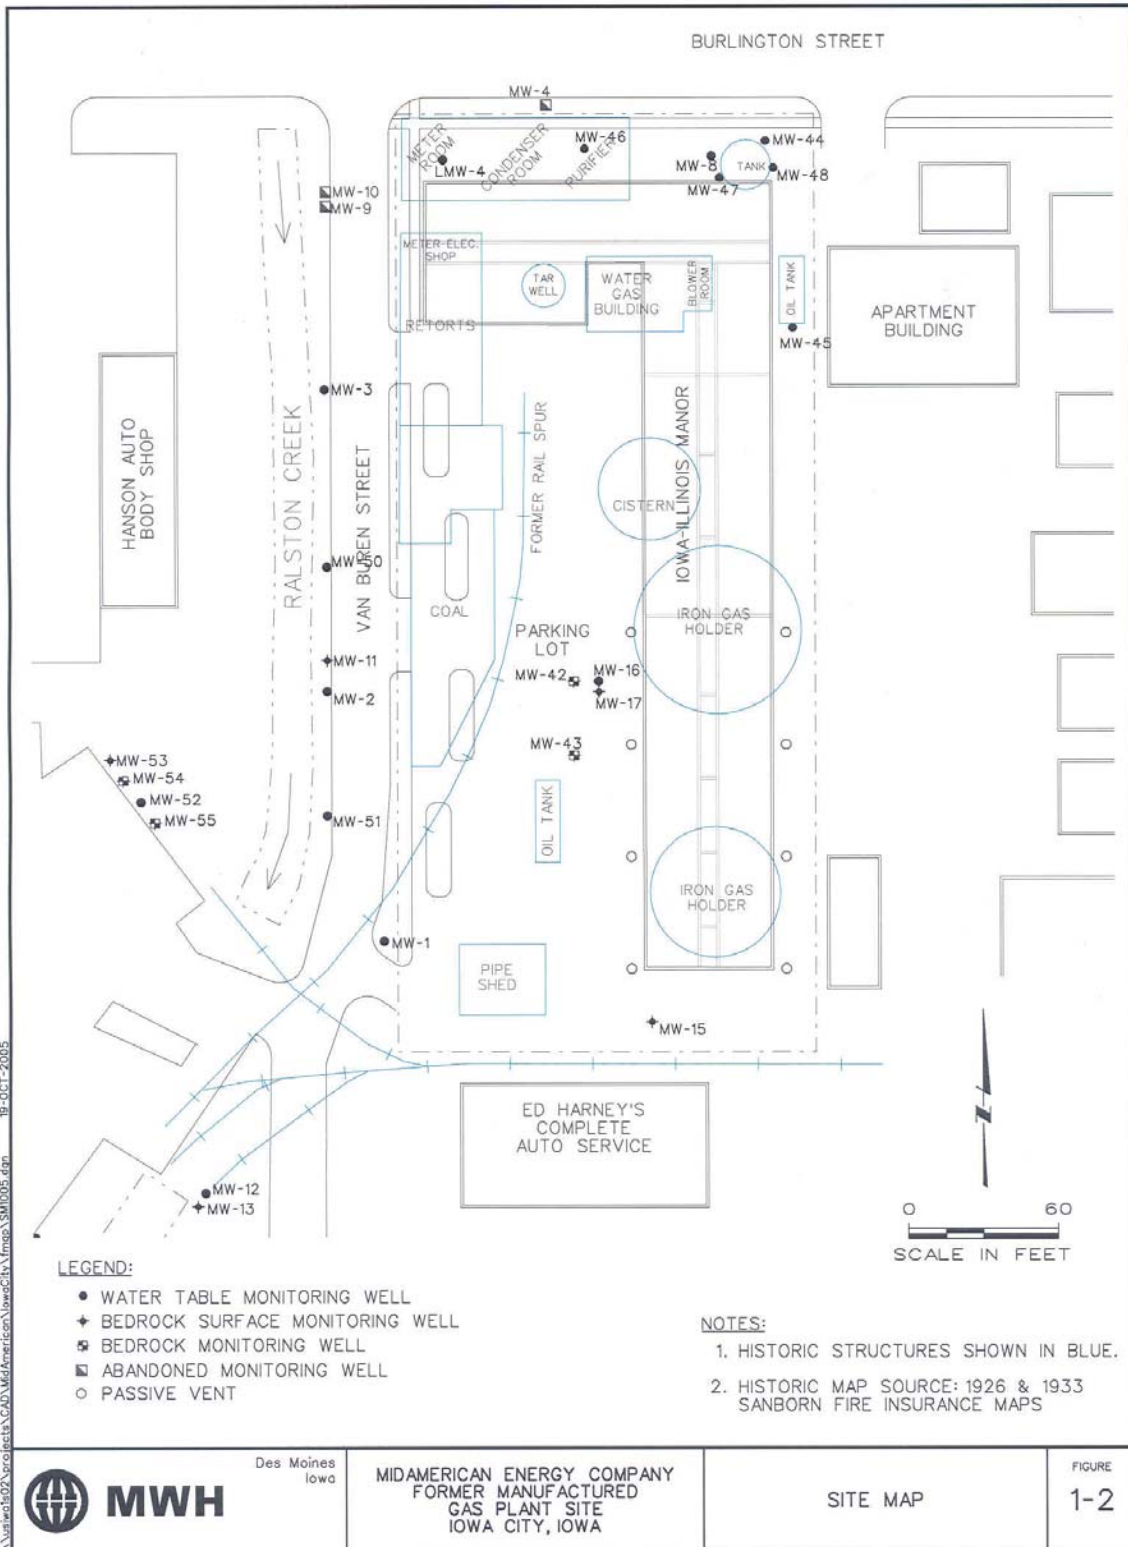 BURLINGTON STREET
MW-4
MW-46
MW-44
METER
ROOM
LMW-4
CONDENSER
ROOM
PURIFIER
MW-8
TANK
MW-48
MW-47
MW-10
MW-9
METER-ELEC.
SHOP
TAR
WELL
WATER
GAS
BUILDING
BLOWER
ROOM
OIL TANK
APARTMENT
BUILDING
RETORTS
MW-45
MW-3
HANSON AUTO
BODY SHOP
RALSTON CREEK
VAN BUREN STREET
FORMER RAIL SPUR
IOWA-ILLINOIS MANOR
CISTERN
MW-50
COAL
PARKING
LOT
IRON GAS
HOLDER
MW-11
MW-2
MW-42
MW-16
MW-17
MW-43
MW-53
MW-54
MW-52
MW-55
MW-51
OIL TANK
IRON GAS
HOLDER
MW-1
PIPE
SHED
MW-15
ED HARNEY'S
COMPLETE
AUTO SERVICE
N
MW-12
MW-13
0 60
SCALE IN FEET
LEGEND:
WATER TABLE MONITORING WELL
BEDROCK SURFACE MONITORING WELL
BEDROCK MONITORING WELL
ABANDONED MONITORING WELL
PASSIVE VENT
NOTES:
1. HISTORIC STRUCTURES SHOWN IN BLUE.
2. HISTORIC MAP SOURCE: 1926 & 1933
SANBORN FIRE INSURANCE MAPS
19-OCT-2005
MWH
Des Moines
Iowa
MIDAMERICAN ENERGY COMPANY
FORMER MANUFACTURED
GAS PLANT SITE
IOWA CITY, IOWA
SITE MAP
FIGURE
1-2